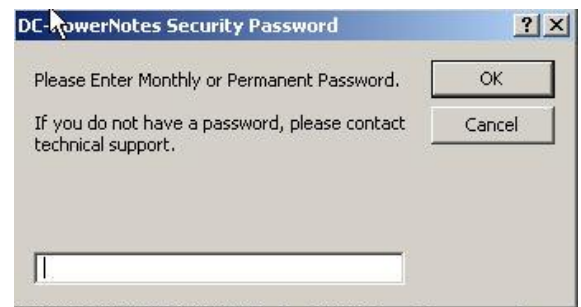 DC-PowerNotes Security Password
Please Enter Monthly or Permanent Password.
OK
If you do not have a password, please contact
technical support.
Cancel